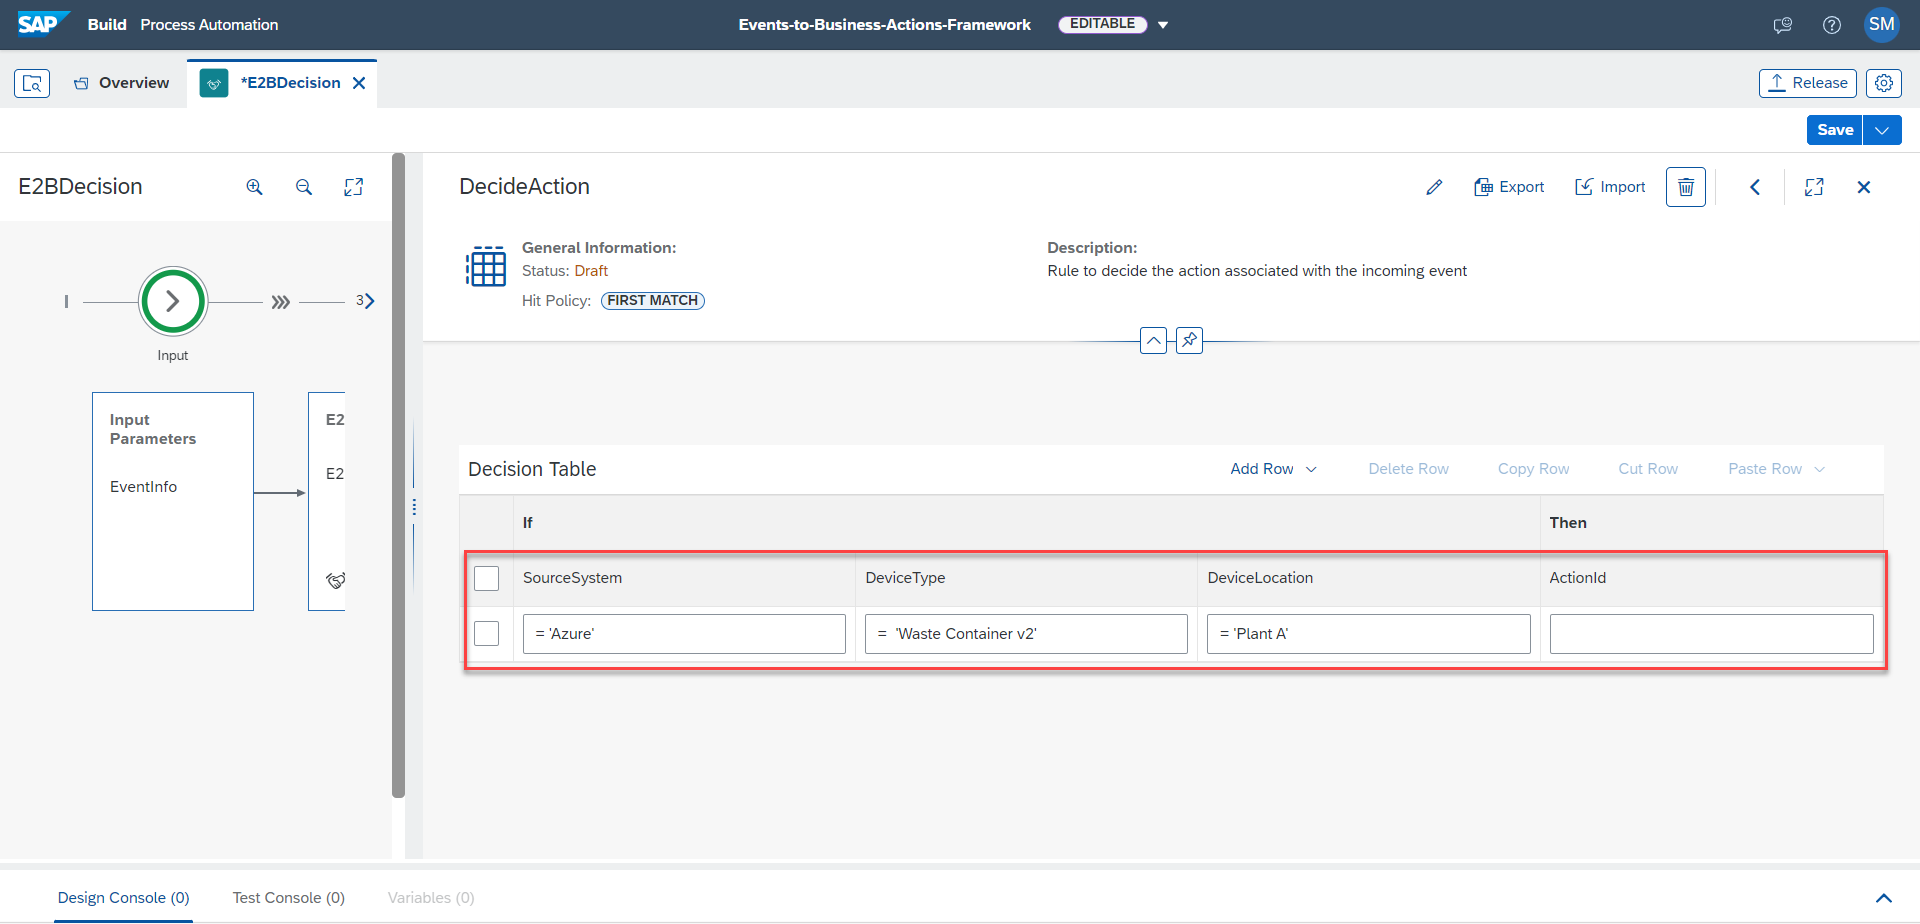 SAP Build Process Automation
Events-to-Business-Actions-Framework EDITABLE
SM
Overview
*E2BDecision
Release
Save
E2BDecision
3
Input
Input
Parameters
EventInfo
E2
E2
DecideAction
Export
Import
General Information:
Status: Draft
Hit Policy: FIRST MATCH
Description:
Rule to decide the action associated with the incoming event
Decision Table
Add Row Delete Row Copy Row Cut Row Paste Row
If Then
SourceSystem DeviceType DeviceLocation ActionId
= 'Azure' = 'Waste Container v2' = 'Plant A'
Design Console (0) Test Console (0) Variables (0)